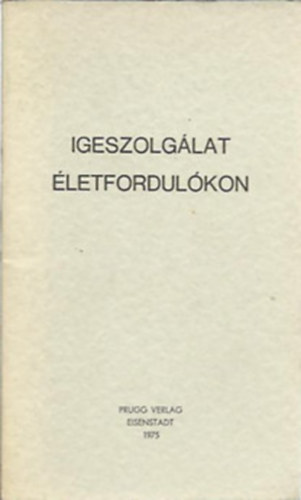 IGESZOLGÁLAT
ÉLETFORDULÓKON
PRUGG VERLAG
EISENSTADT
1975